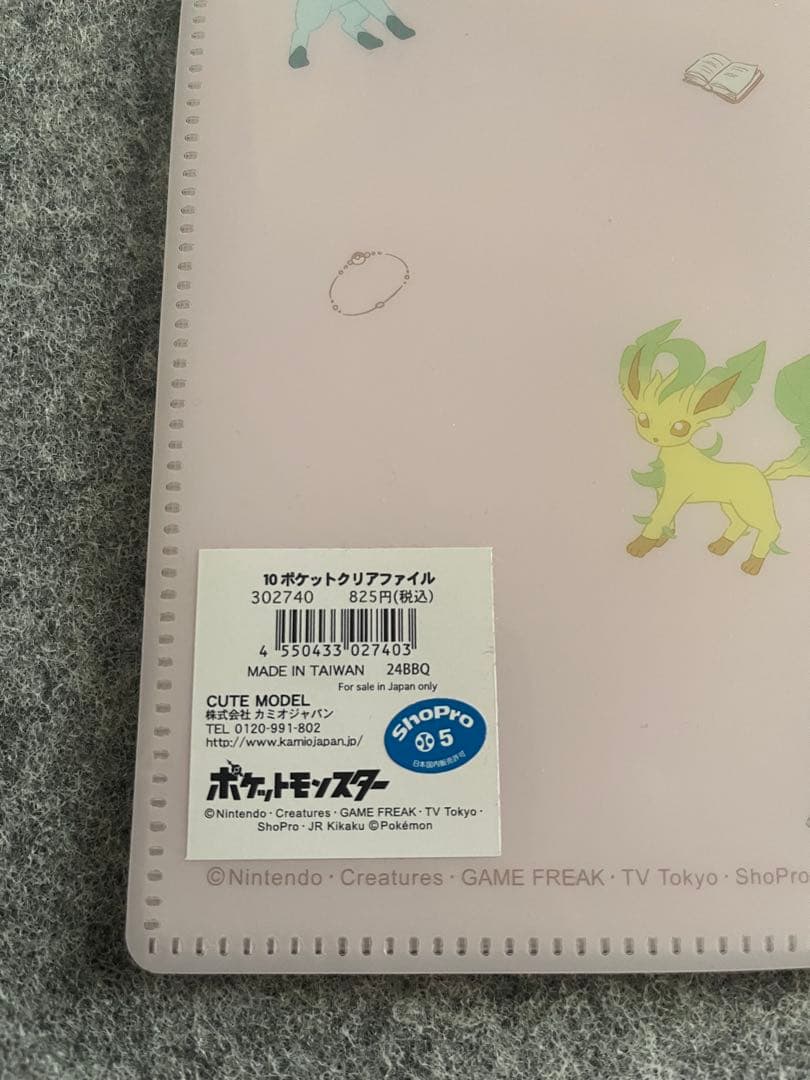 10 ポケットクリアファイル
302740 825円(税込)
4 550433 027403
MADE IN TAIWAN 24BBQ
For sale in Japan only
CUTE MODEL
株式会社 カミオジャパン
TEL 0120-991-802
http://www.kamiojapan.jp/
ShoPro
5
日本国内販売許可
ポケットモンスター
©Nintendo・Creatures・GAME FREAK・TV Tokyo・
ShoPro・JR Kikaku ©Pokémon
©Nintendo・Creatures・GAME FREAK・TV Tokyo・ShoPro